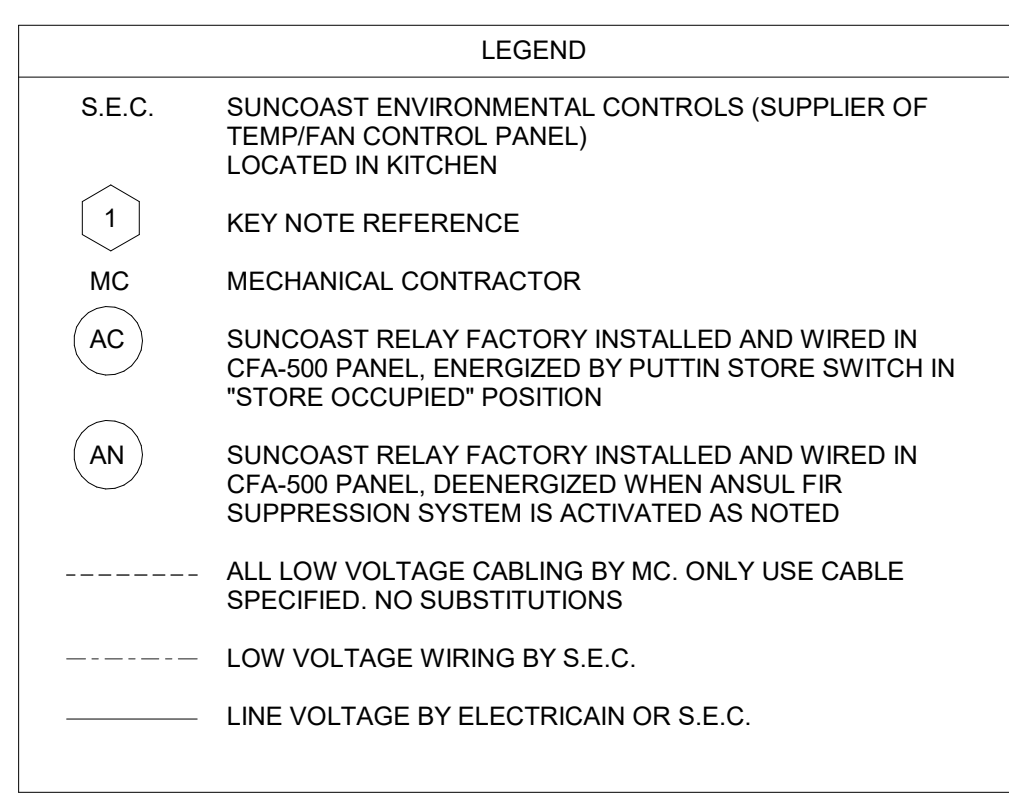 LEGEND
S.E.C. SUNCOAST ENVIRONMENTAL CONTROLS (SUPPLIER OF
TEMP/FAN CONTROL PANEL)
LOCATED IN KITCHEN
1 KEY NOTE REFERENCE
MC MECHANICAL CONTRACTOR
AC SUNCOAST RELAY FACTORY INSTALLED AND WIRED IN
CFA-500 PANEL, ENERGIZED BY PUTTIN STORE SWITCH IN
"STORE OCCUPIED" POSITION
AN SUNCOAST RELAY FACTORY INSTALLED AND WIRED IN
CFA-500 PANEL, DEENERGIZED WHEN ANSUL FIR
SUPPRESSION SYSTEM IS ACTIVATED AS NOTED
ALL LOW VOLTAGE CABLING BY MC. ONLY USE CABLE
SPECIFIED. NO SUBSTITUTIONS
LOW VOLTAGE WIRING BY S.E.C.
LINE VOLTAGE BY ELECTRICAIN OR S.E.C.